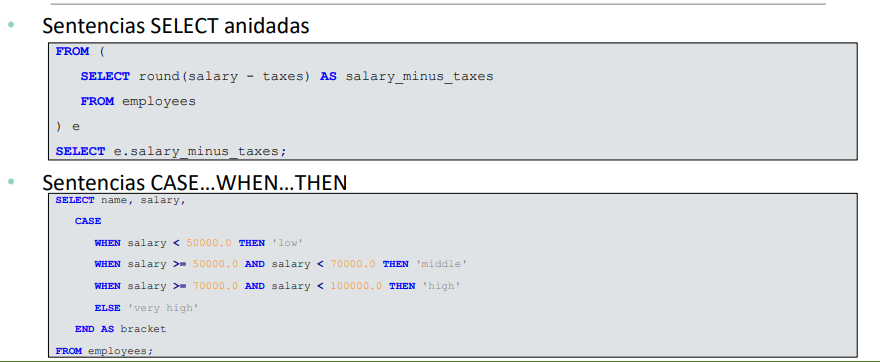 • Sentencias SELECT anidadas
FROM (
SELECT round(salary - taxes) AS salary_minus_taxes
FROM employees
) e
SELECT e.salary_minus_taxes;
• Sentencias CASE...WHEN...THEN
SELECT name, salary,
CASE
WHEN salary < 50000.0 THEN 'low'
WHEN salary >= 50000.0 AND salary < 70000.0 THEN 'middle'
WHEN salary >= 70000.0 AND salary < 100000.0 THEN 'high'
ELSE 'very high'
END AS bracket
FROM employees;